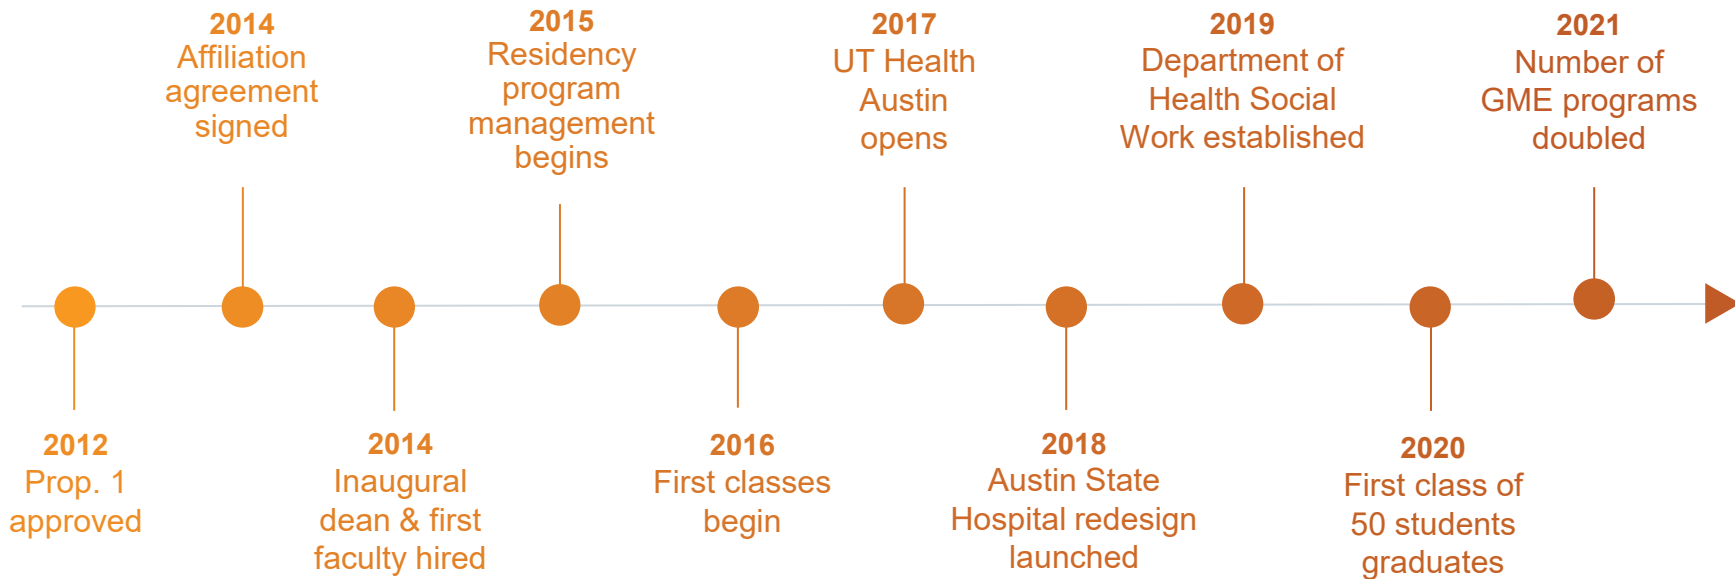 2014
Affiliation
agreement
signed
2015
Residency
program
management
begins
2017
UT Health
Austin
opens
2019
Department of
Health Social
Work established
2021
Number of
GME programs
doubled
2012
Prop. 1
approved
2014
Inaugural
dean & first
faculty hired
2016
First classes
begin
2018
Austin State
Hospital redesign
launched
2020
First class of
50 students
graduates